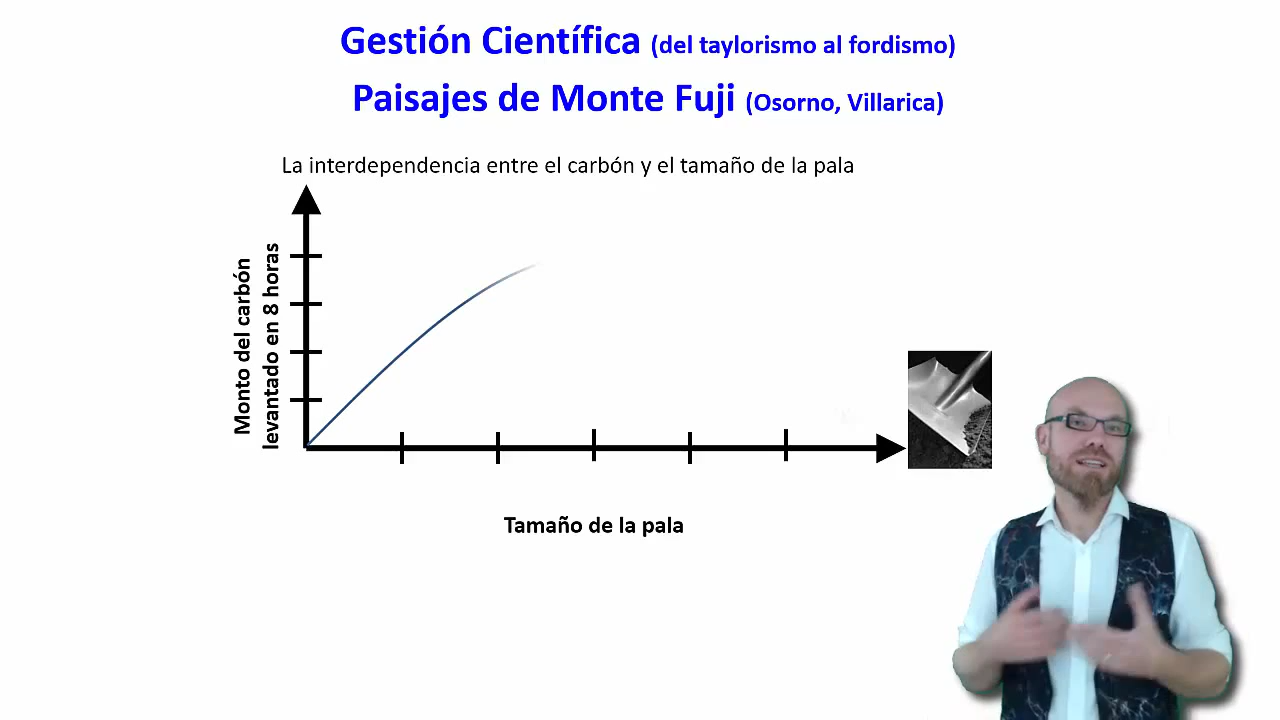 Gestión Científica (del taylorismo al fordismo)
Paisajes de Monte Fuji (Osorno, Villarica)
La interdependencia entre el carbón y el tamaño de la pala
Monto del carbón
levantado en 8 horas
Tamaño de la pala